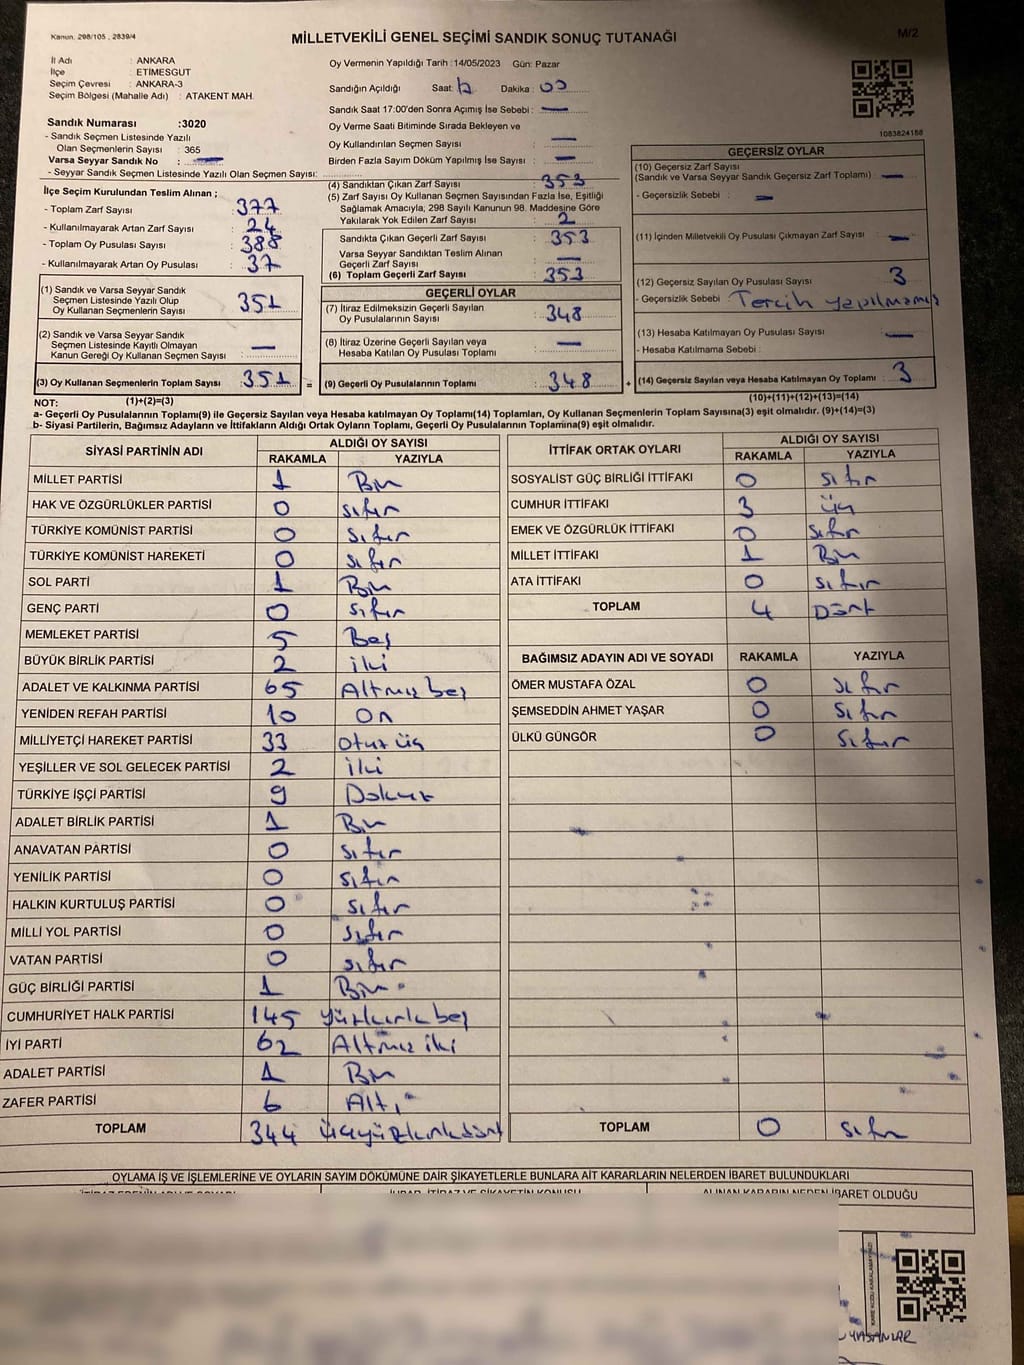 Kanun. 298/105 , 2839/4
MİLLETVEKİLİ GENEL SEÇİMİ SANDIK SONUÇ TUTANAĞI
M/2
İl Adı : ANKARA
İlçe : ETİMESGUT
Seçim Çevresi : ANKARA-3
Seçim Bölgesi (Mahalle Adı) : ATAKENT MAH.
Oy Vermenin Yapıldığı Tarih :14/05/2023 Gün: Pazar
Sandığın Açıldığı Saat: Dakika : 00
Sandık Saat 17:00'den Sonra Açımış İse Sebebi : —
Oy Verme Saati Bitiminde Sırada Bekleyen ve
Oy Kullandırılan Seçmen Sayısı : —
Birden Fazla Sayım Döküm Yapılmış İse Sayısı : —
1083824158
Sandık Numarası :3020
- Sandık Seçmen Listesinde Yazılı
Olan Seçmenlerin Sayısı : 365
Varsa Seyyar Sandık No : —
- Seyyar Sandık Seçmen Listesinde Yazılı Olan Seçmen Sayısı:
İlçe Seçim Kurulundan Teslim Alınan ;
- Toplam Zarf Sayısı : 377
- Kullanılmayarak Artan Zarf Sayısı : 24
- Toplam Oy Pusulası Sayısı : 388
- Kullanılmayarak Artan Oy Pusulası : 37
(1) Sandık ve Varsa Seyyar Sandık
Seçmen Listesinde Yazılı Olup
Oy Kullanan Seçmenlerin Sayısı : 351
(2) Sandık ve Varsa Seyyar Sandık
Seçmen Listesinde Kayıtlı Olmayan
Kanun Gereği Oy Kullanan Seçmen Sayısı : —
(3) Oy Kullanan Seçmenlerin Toplam Sayısı : 351 =
(4) Sandıktan Çıkan Zarf Sayısı : 353
(5) Zarf Sayısı Oy Kullanan Seçmen Sayısından Fazla İse, Eşitliği
Sağlamak Amacıyla; 298 Sayılı Kanunun 98. Maddesine Göre
Yakılarak Yok Edilen Zarf Sayısı : 2
Sandıkta Çıkan Geçerli Zarf Sayısı : 353
Varsa Seyyar Sandıktan Teslim Alınan
Geçerli Zarf Sayısı : —
(6) Toplam Geçerli Zarf Sayısı : 353
GEÇERLİ OYLAR
(7) İtiraz Edilmeksizin Geçerli Sayılan
Oy Pusulalarının Sayısı : 348
(8) İtiraz Üzerine Geçerli Sayılan veya
Hesaba Katılan Oy Pusulası Toplamı : —
(9) Geçerli Oy Pusulalarının Toplamı : 348 +
GEÇERSİZ OYLAR
(10) Geçersiz Zarf Sayısı
(Sandık ve Varsa Seyyar Sandık Geçersiz Zarf Toplamı) : —
- Geçersizlik Sebebi : —
(11) İçinden Milletvekili Oy Pusulası Çıkmayan Zarf Sayısı : —
(12) Geçersiz Sayılan Oy Pusulası Sayısı : 3
- Geçersizlik Sebebi : Tercih yapılmamış
(13) Hesaba Katılmayan Oy Pusulası Sayısı : —
- Hesaba Katılmama Sebebi :
(14) Geçersiz Sayılan veya Hesaba Katılmayan Oy Toplamı : 3
NOT: (1)+(2)=(3) (10)+(11)+(12)+(13)=(14)
a- Geçerli Oy Pusulalarının Toplamı(9) ile Geçersiz Sayılan veya Hesaba katılmayan Oy Toplamı(14) Toplamları, Oy Kullanan Seçmenlerin Toplam Sayısına(3) eşit olmalıdır. (9)+(14)=(3)
b- Siyasi Partilerin, Bağımsız Adayların ve İttifakların Aldığı Ortak Oyların Toplamı, Geçerli Oy Pusulalarının Toplamına(9) eşit olmalıdır.
SİYASİ PARTİNİN ADI ALDIĞI OY SAYISI
RAKAMLA YAZIYLA
MİLLET PARTİSİ 1 Bir
HAK VE ÖZGÜRLÜKLER PARTİSİ 0 sıfır
TÜRKİYE KOMÜNİST PARTİSİ 0 sıfır
TÜRKİYE KOMÜNİST HAREKETİ 0 sıfır
SOL PARTİ 1 Bir
GENÇ PARTİ 0 sıfır
MEMLEKET PARTİSİ 5 Beş
BÜYÜK BİRLİK PARTİSİ 2 iki
ADALET VE KALKINMA PARTİSİ 65 Altmış beş
YENİDEN REFAH PARTİSİ 10 On
MİLLİYETÇİ HAREKET PARTİSİ 33 Otuz üç
YEŞİLLER VE SOL GELECEK PARTİSİ 2 iki
TÜRKİYE İŞÇİ PARTİSİ 9 Dokuz
ADALET BİRLİK PARTİSİ 1 Bir
ANAVATAN PARTİSİ 0 sıfır
YENİLİK PARTİSİ 0 sıfır
HALKIN KURTULUŞ PARTİSİ 0 sıfır
MİLLİ YOL PARTİSİ 0 sıfır
VATAN PARTİSİ 0 sıfır
GÜÇ BİRLİĞİ PARTİSİ 1 Bir
CUMHURİYET HALK PARTİSİ 145 yüzkırkbeş
İYİ PARTİ 62 Altmış iki
ADALET PARTİSİ 1 Bir
ZAFER PARTİSİ 6 Altı
TOPLAM 344 üçyüzkırkdört
İTTİFAK ORTAK OYLARI ALDIĞI OY SAYISI
RAKAMLA YAZIYLA
SOSYALİST GÜÇ BİRLİĞİ İTTİFAKI 0 sıfır
CUMHUR İTTİFAKI 3 üç
EMEK VE ÖZGÜRLÜK İTTİFAKI 0 sıfır
MİLLET İTTİFAKI 1 Bir
ATA İTTİFAKI 0 sıfır
TOPLAM 4 Dört
BAĞIMSIZ ADAYIN ADI VE SOYADI RAKAMLA YAZIYLA
ÖMER MUSTAFA ÖZAL 0 sıfır
ŞEMSEDDİN AHMET YAŞAR 0 sıfır
ÜLKÜ GÜNGÖR 0 sıfır
TOPLAM 0 sıfır
OYLAMA İŞ VE İŞLEMLERİNE VE OYLARIN SAYIM DÖKÜMÜNE DAİR ŞİKAYETLERLE BUNLARA AİT KARARLARIN NELERDEN İBARET BULUNDUKLARI
ALINAN KARARIN NEDEN İBARET OLDUĞU
KARE KODU KARALAMAYINIZ